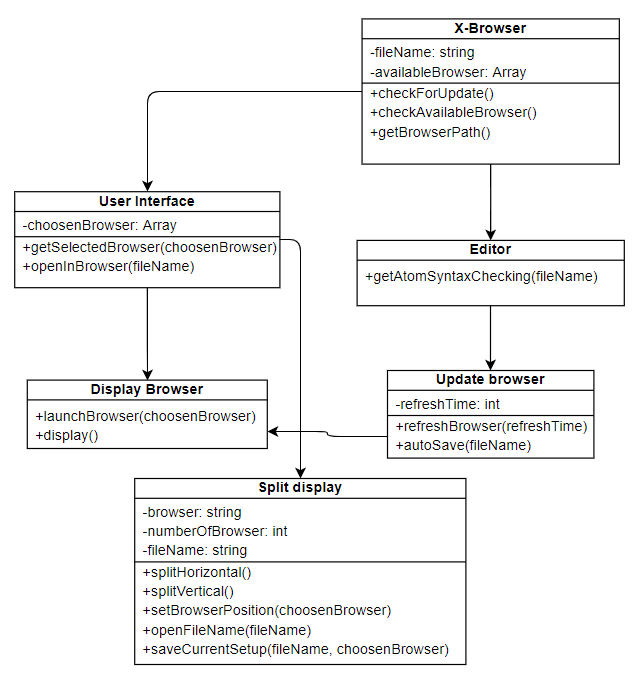 X-Browser
-fileName: string
-availableBrowser: Array
+checkForUpdate()
+checkAvailableBrowser()
+getBrowserPath()
User Interface
-choosenBrowser: Array
+getSelectedBrowser(choosenBrowser)
+openInBrowser(fileName)
Editor
+getAtomSyntaxChecking(fileName)
Display Browser
+launchBrowser(choosenBrowser)
+display()
Update browser
-refreshTime: int
+refreshBrowser(refreshTime)
+autoSave(fileName)
Split display
-browser: string
-numberOfBrowser: int
-fileName: string
+splitHorizontal()
+splitVertical()
+setBrowserPosition(choosenBrowser)
+openFileName(fileName)
+saveCurrentSetup(fileName, choosenBrowser)